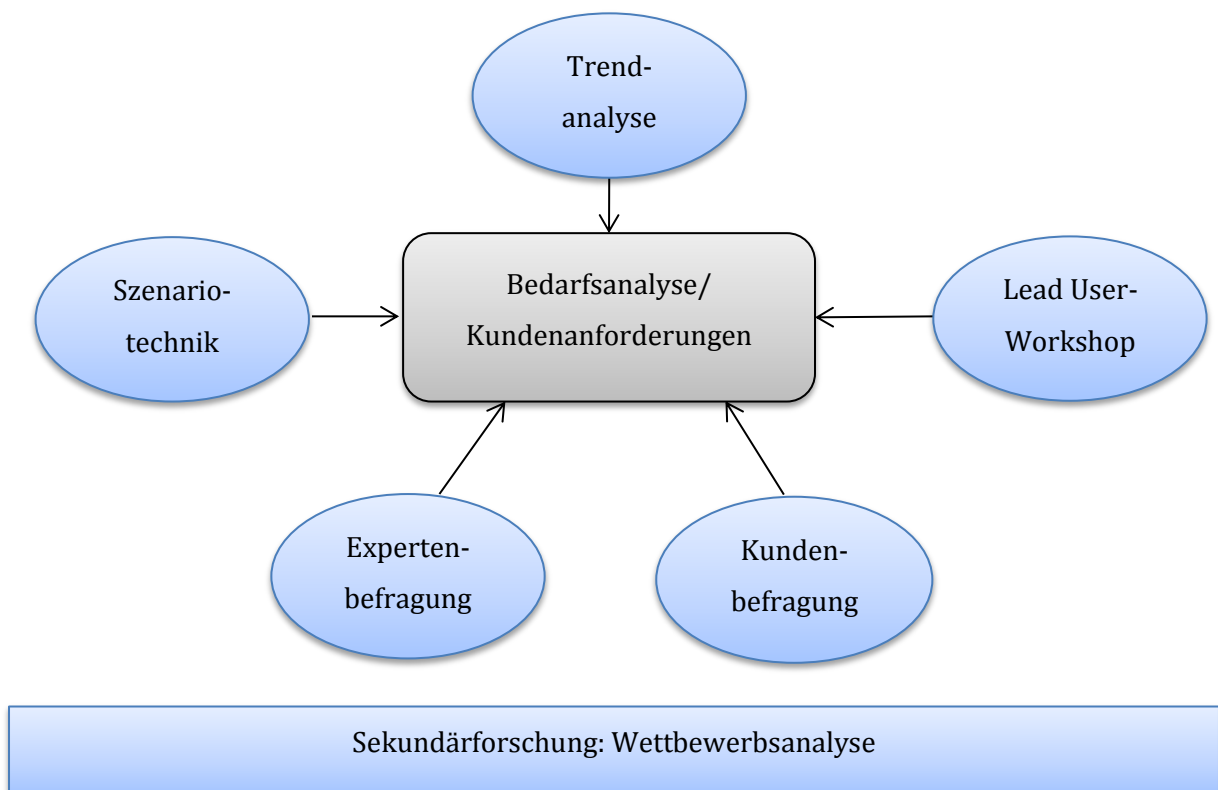 Trend-
analyse
Szenario-
technik
Bedarfsanalyse/
Kundenanforderungen
Lead User-
Workshop
Experten-
befragung
Kunden-
befragung
Sekundärforschung: Wettbewerbsanalyse